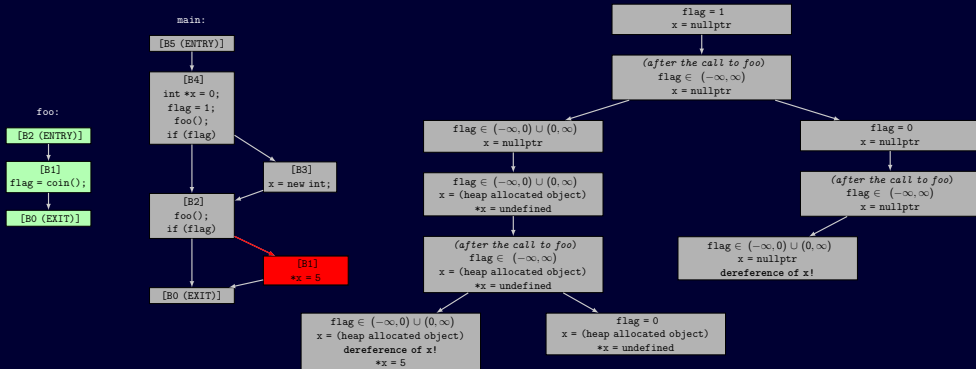 foo:
[B2 (ENTRY)]
[B1]
flag = coin();
[B0 (EXIT)]
main:
[B5 (ENTRY)]
[B4]
int *x = 0;
flag = 1;
foo();
if (flag)
[B3]
x = new int;
[B2]
foo();
if (flag)
[B1]
*x = 5
[B0 (EXIT)]
flag = 1
x = nullptr
(after the call to foo)
flag ∈ (-∞, ∞)
x = nullptr
flag ∈ (-∞, 0) ∪ (0, ∞)
x = nullptr
flag ∈ (-∞, 0) ∪ (0, ∞)
x = (heap allocated object)
*x = undefined
(after the call to foo)
flag ∈ (-∞, ∞)
x = (heap allocated object)
*x = undefined
flag ∈ (-∞, 0) ∪ (0, ∞)
x = (heap allocated object)
dereference of x!
*x = 5
flag = 0
x = (heap allocated object)
*x = undefined
flag = 0
x = nullptr
(after the call to foo)
flag ∈ (-∞, ∞)
x = nullptr
flag ∈ (-∞, 0) ∪ (0, ∞)
x = nullptr
dereference of x!